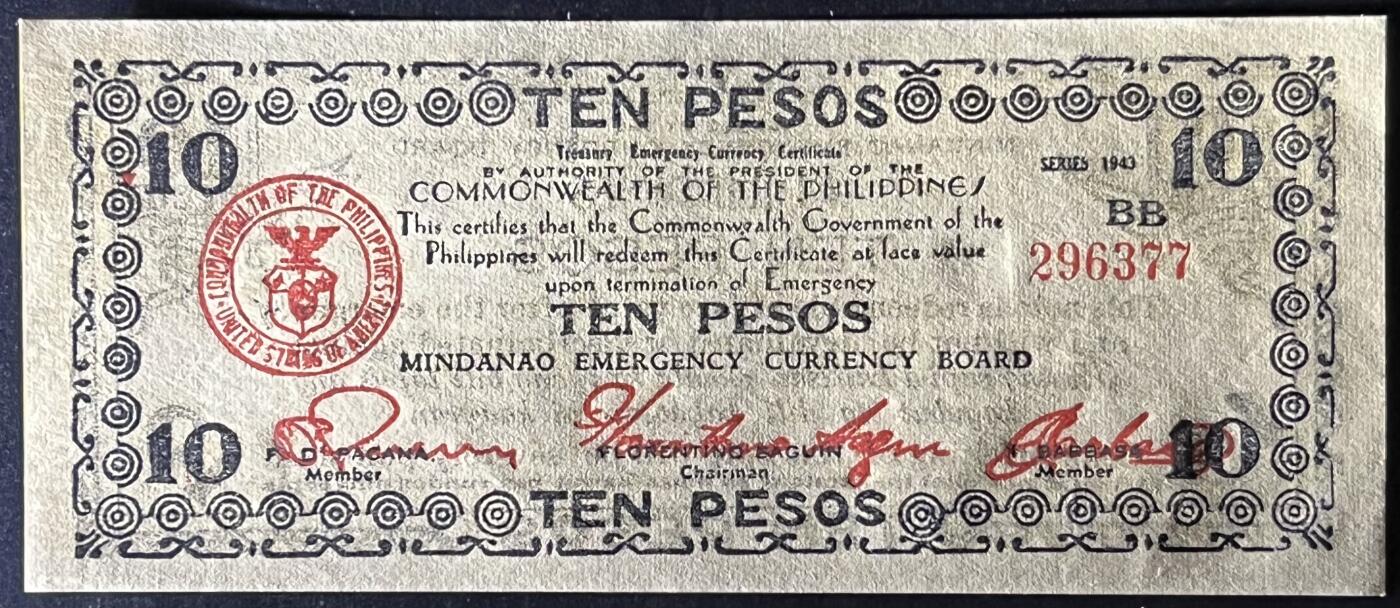 TEN PESOS
10
10
Treasury Emergency Currency Certificate
SERIES 1943
BY AUTHORITY OF THE PRESIDENT OF THE
COMMONWEALTH OF THE PHILIPPINES
BB
This certifies that the Commonwealth Government of the
Philippines will redeem this Certificate at face value
upon termination of Emergency
296377
COMMONWEALTH OF THE PHILIPPINES
UNITED STATES OF AMERICA
TEN PESOS
MINDANAO EMERGENCY CURRENCY BOARD
10
F. D. PACANA
FLORENTINO SAGUIN
BARBASA
10
Member
Chairman
Member
TEN PESOS